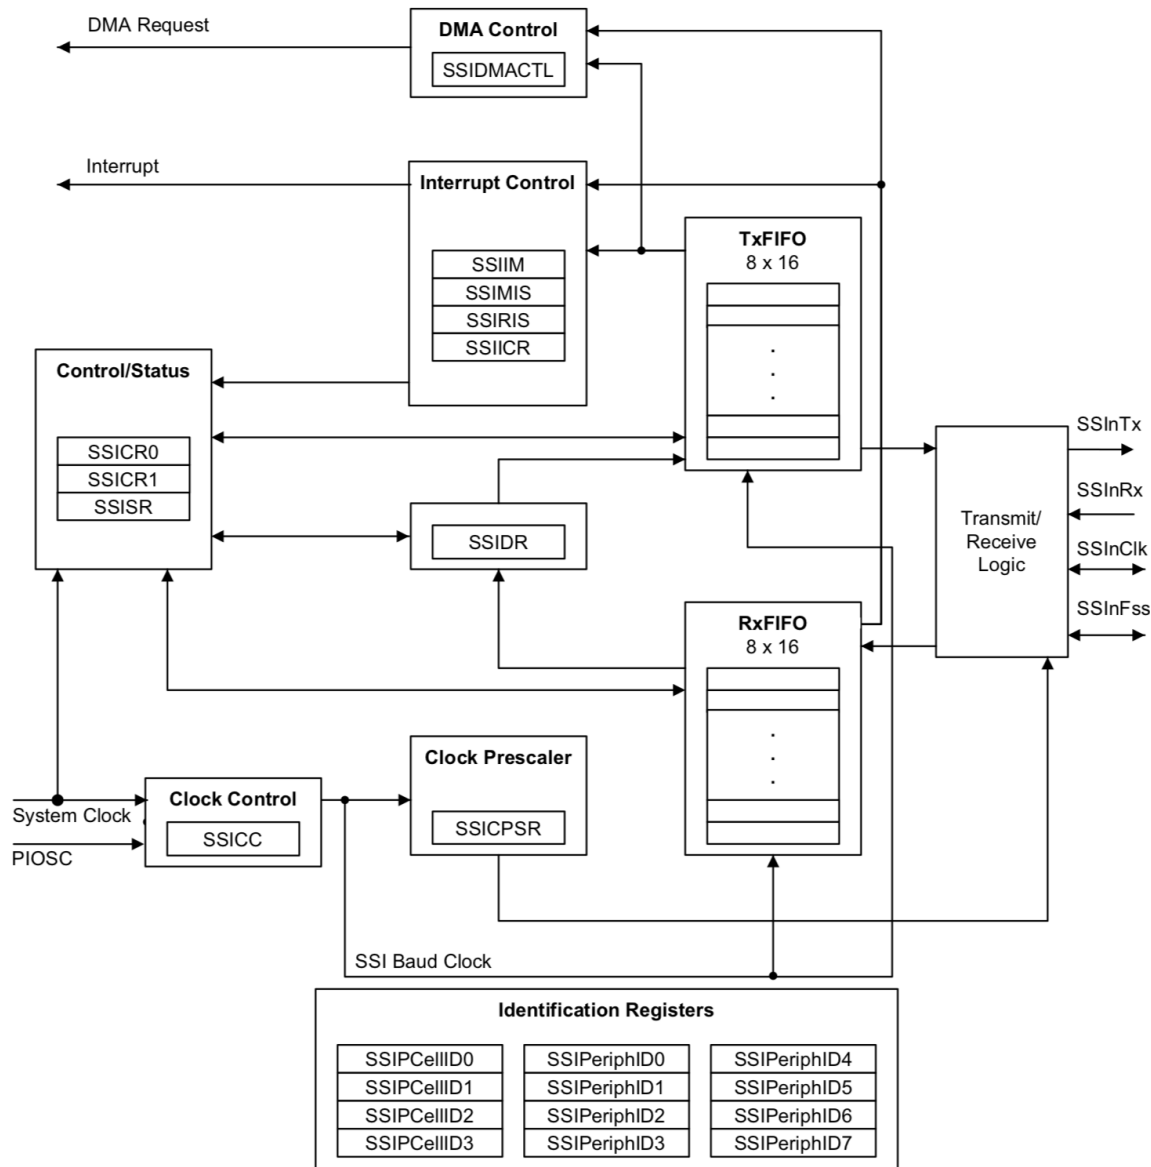 DMA Request
DMA Control
SSIDMACTL
Interrupt
Interrupt Control
SSIIM
SSIMIS
SSIRIS
SSIICR
TxFIFO
8 x 16
.
.
.
Control/Status
SSICR0
SSICR1
SSISR
SSIDR
Transmit/
Receive
Logic
SSInTx
SSInRx
SSInClk
SSInFss
RxFIFO
8 x 16
.
.
.
Clock Prescaler
SSICPSR
System Clock
PIOSC
Clock Control
SSICC
SSI Baud Clock
Identification Registers
SSIPCellID0
SSIPCellID1
SSIPCellID2
SSIPCellID3
SSIPeriphID0
SSIPeriphID1
SSIPeriphID2
SSIPeriphID3
SSIPeriphID4
SSIPeriphID5
SSIPeriphID6
SSIPeriphID7